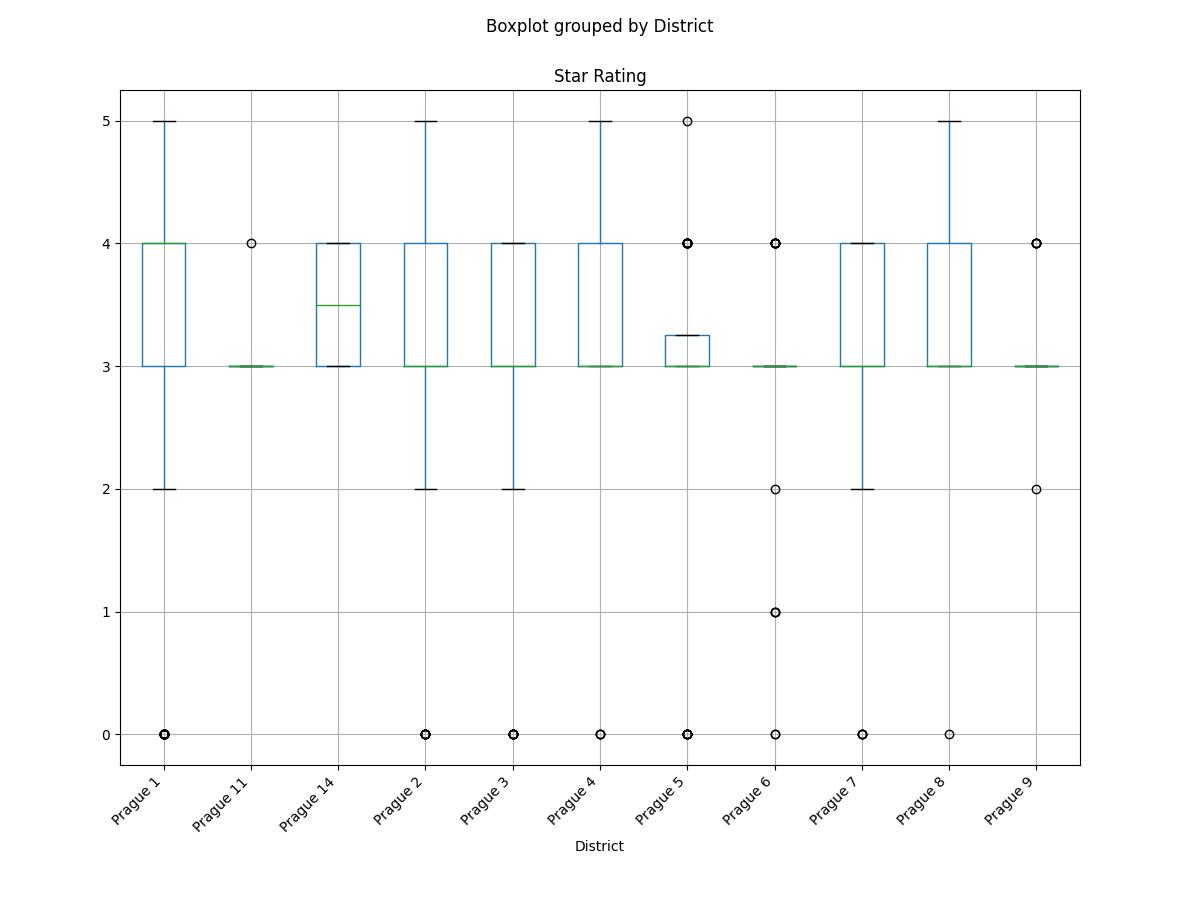 Boxplot grouped by District
Star Rating
5
4
3
2
1
0
Prague 1
Prague 11
Prague 14
Prague 2
Prague 3
Prague 4
Prague 5
Prague 6
Prague 7
Prague 8
Prague 9
District